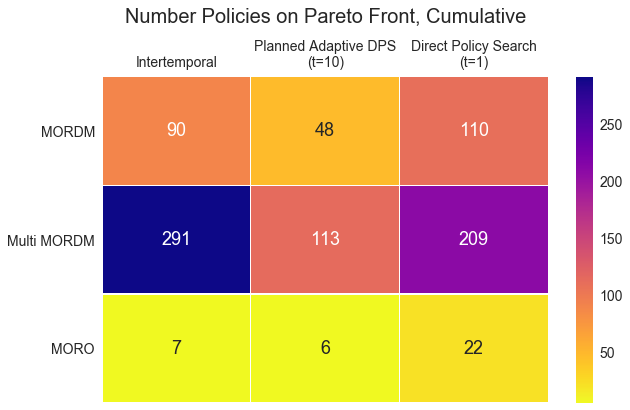 Number Policies on Pareto Front, Cumulative
Planned Adaptive DPS Direct Policy Search
Intertemporal (t=10) (t=1)
MORDM 90 48 110
Multi MORDM 291 113 209
MORO 7 6 22
250
200
150
100
50